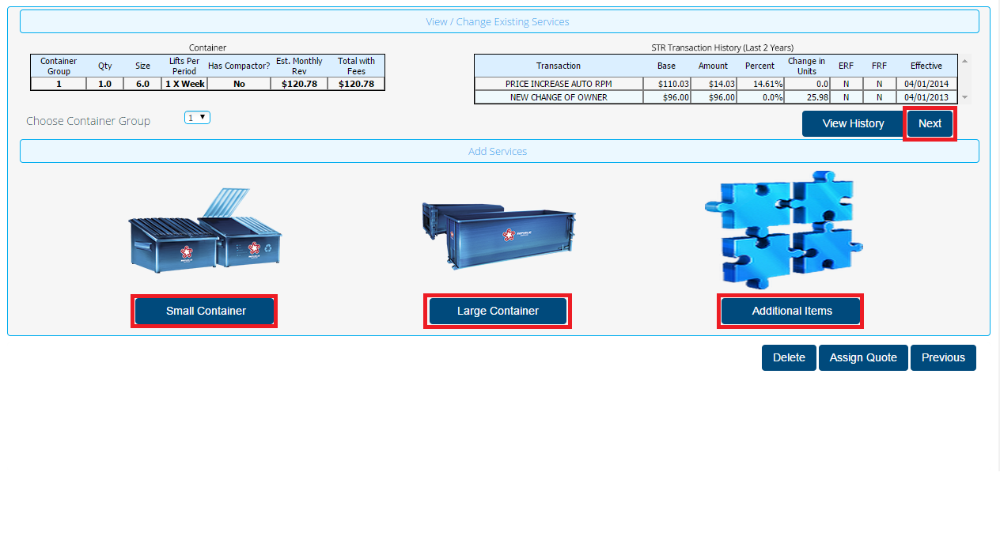 View / Change Existing Services
Container
Container Group Qty Size Lifts Per Period Has Compactor? Est. Monthly Rev Total with Fees
1 1.0 6.0 1 X Week No $120.78 $120.78
STR Transaction History (Last 2 Years)
Transaction Base Amount Percent Change in Units ERF FRF Effective
PRICE INCREASE AUTO RPM $110.03 $14.03 14.61% 0.0 N N 04/01/2014
NEW CHANGE OF OWNER $96.00 $96.00 0.0% 25.98 N N 04/01/2013
Choose Container Group 1
View History Next
Add Services
REPUBLIC
REPUBLIC
REPUBLIC
Small Container Large Container Additional Items
Delete Assign Quote Previous